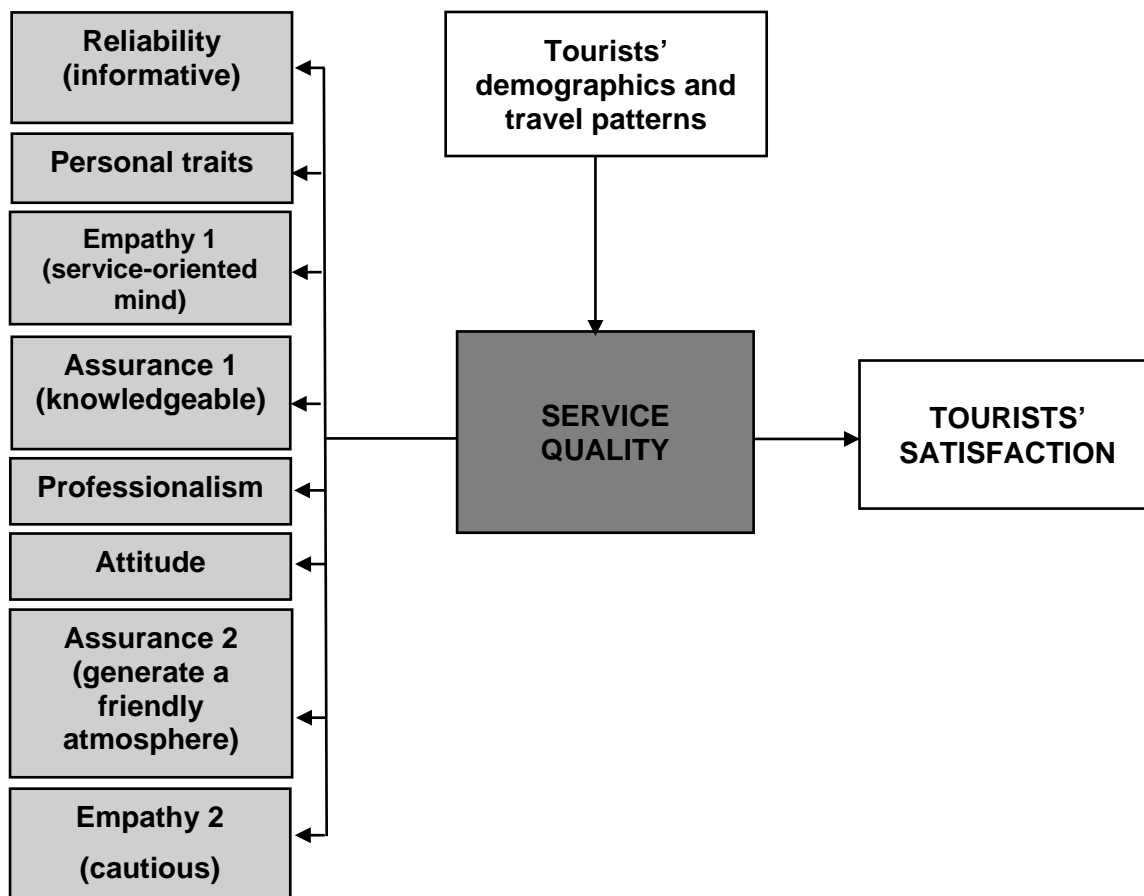 Reliability
(informative)
Personal traits
Empathy 1
(service-oriented
mind)
Assurance 1
(knowledgeable)
Professionalism
Attitude
Assurance 2
(generate a
friendly
atmosphere)
Empathy 2
(cautious)
Tourists’
demographics and
travel patterns
SERVICE
QUALITY
TOURISTS’
SATISFACTION